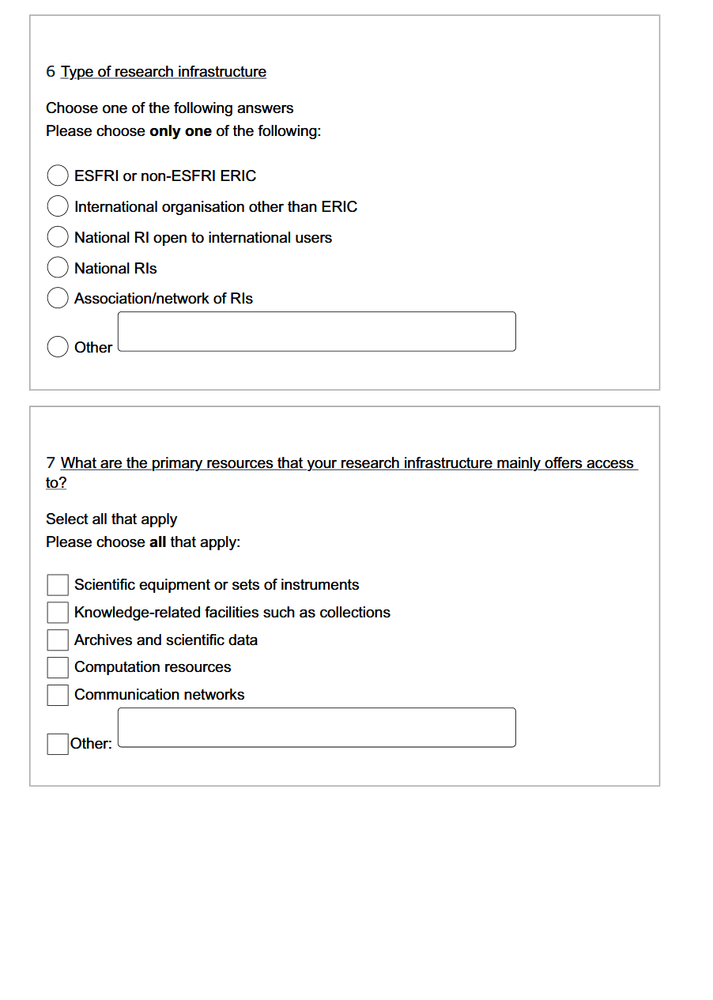 6 Type of research infrastructure
Choose one of the following answers
Please choose only one of the following:
ESFRI or non-ESFRI ERIC
International organisation other than ERIC
National RI open to international users
National RIs
Association/network of RIs
Other
7 What are the primary resources that your research infrastructure mainly offers access
to?
Select all that apply
Please choose all that apply:
Scientific equipment or sets of instruments
Knowledge-related facilities such as collections
Archives and scientific data
Computation resources
Communication networks
Other: